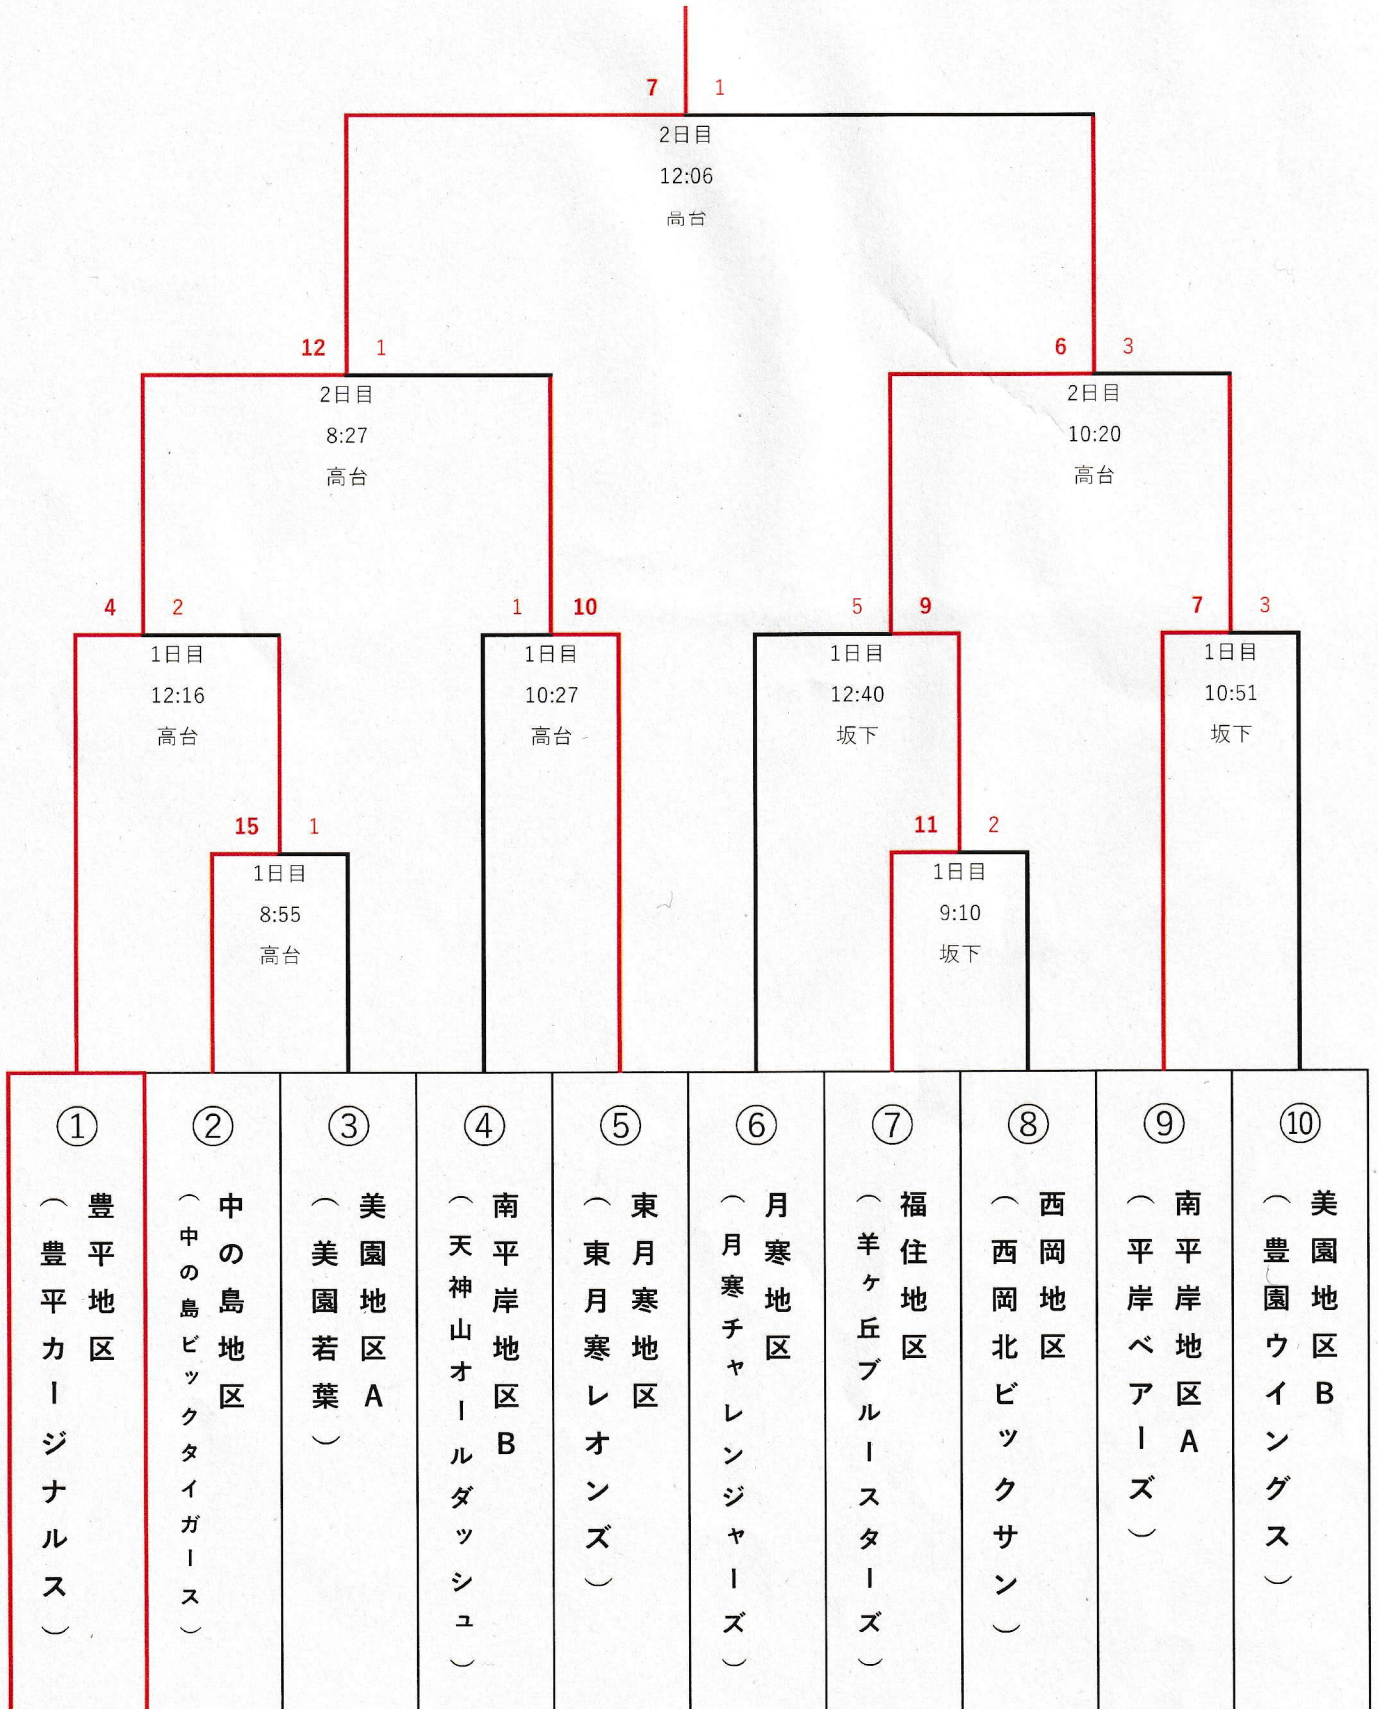 7 1
2日目
12:06
高台
12 1
2日目
8:27
高台
6 3
2日目
10:20
高台
4 2
1日目
12:16
高台
1 10
1日目
10:27
高台
5 9
1日目
12:40
坂下
7 3
1日目
10:51
坂下
15 1
1日目
8:55
高台
11 2
1日目
9:10
坂下
①
豊平地区
（豊平カージナルス）
②
中の島地区
（中の島ビックタイガース）
③
美園地区A
（美園若葉）
④
南平岸地区B
（天神山オールダッシュ）
⑤
東月寒地区
（東月寒レオンズ）
⑥
月寒地区
（月寒チャレンジャーズ）
⑦
福住地区
（羊ヶ丘ブルースターズ）
⑧
西岡地区
（西岡北ビックサン）
⑨
南平岸地区A
（平岸ベアーズ）
⑩
美園地区B
（豊園ウイングス）